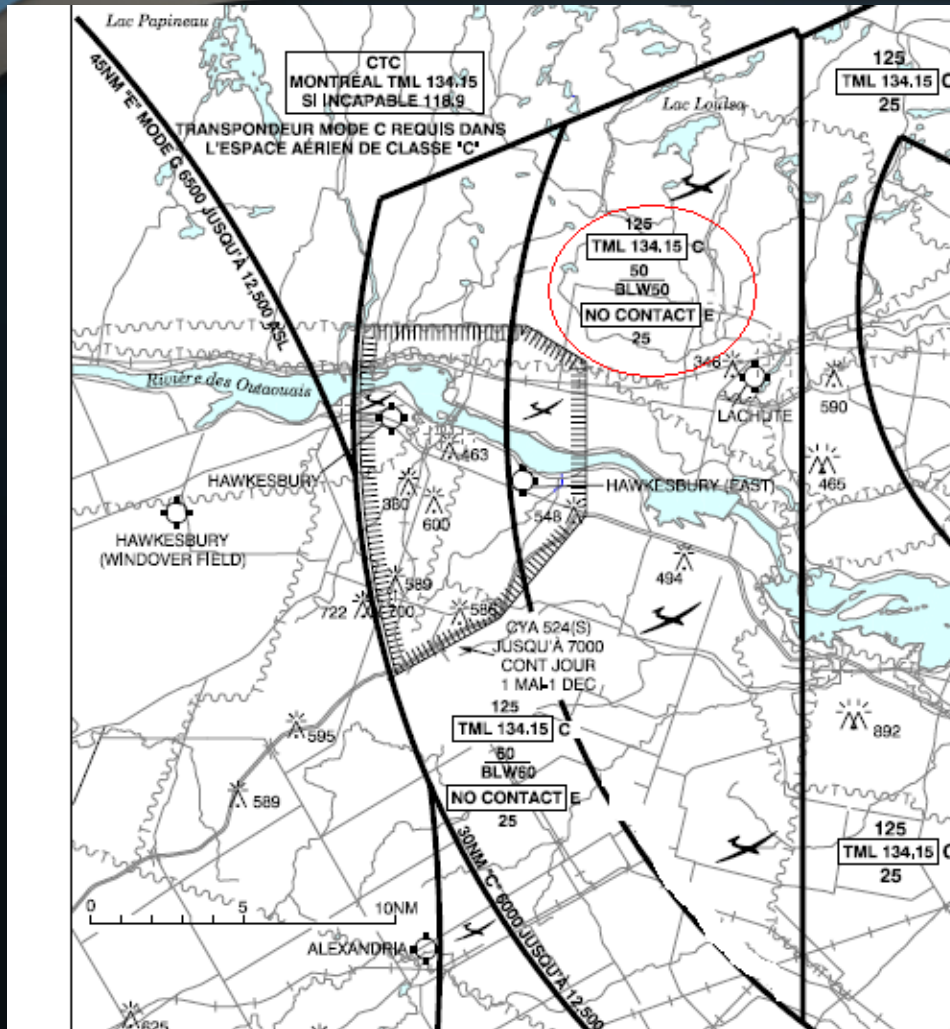 Lac Papineau
45NM "E" MODE C 6500 JUSQU'À 12,500 ASL
CTC
MONTRÉAL TML 134.15
SI INCAPABLE 118.9
TRANSPONDEUR MODE C REQUIS DANS
L'ESPACE AÉRIEN DE CLASSE "C"
Lac Louisa
125
TML 134.15 C
25
125
TML 134.15 C
50
BLW50
NO CONTACT E
25
346
LACHUTE
590
465
Rivière des Outaouais
HAWKESBURY
463
380
600
HAWKESBURY (EAST)
548
HAWKESBURY
(WINDOVER FIELD)
494
589
722
586
CYA 524(S)
JUSQU'À 7000
CONT JOUR
1 MAI-1 DEC
125
TML 134.15 C
60
BLW60
NO CONTACT E
25
595
589
892
125
TML 134.15 C
25
30NM "C" 6000 JUSQU'À 12,500
0 5 10NM
ALEXANDRIA
625